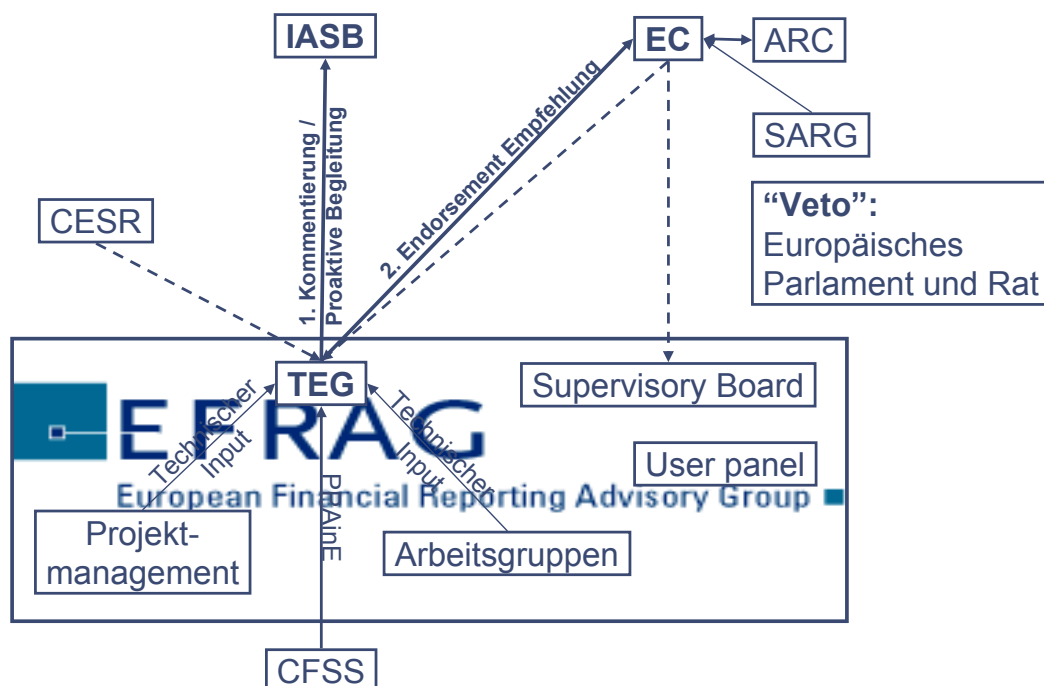 IASB
EC
ARC
SARG
1. Kommentierung /
Proaktive Begleitung
2. Endorsement Empfehlung
CESR
“Veto”:
Europäisches
Parlament und Rat
TEG
Supervisory Board
EFRAG
European Financial Reporting Advisory Group
Technischer
Input
Technischer
Input
User panel
PAAinE
Projekt-
management
Arbeitsgruppen
CFSS